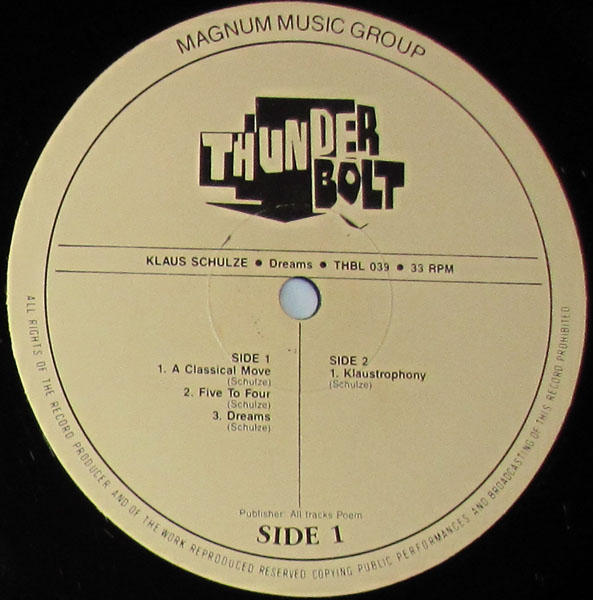 MAGNUM MUSIC GROUP
THUNDER
BOLT
KLAUS SCHULZE ● Dreams ● THBL 039 ● 33 RPM
SIDE 1
1. A Classical Move
(Schulze)
2. Five To Four
(Schulze)
3. Dreams
(Schulze)
SIDE 2
1. Klaustrophony
(Schulze)
Publisher: All tracks Poem
SIDE 1
ALL RIGHTS OF THE RECORD PRODUCER AND OF THE WORK REPRODUCED RESERVED COPYING PUBLIC PERFORMANCES AND BROADCASTING OF THIS RECORD PROHIBITED